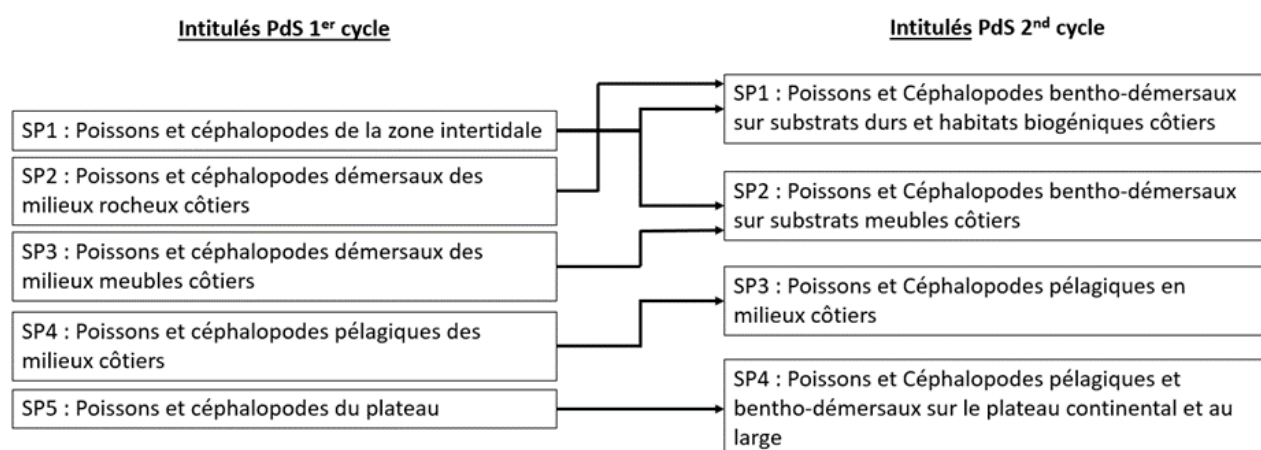 Intitulés PdS 1er cycle
SP1 : Poissons et céphalopodes de la zone intertidale
SP2 : Poissons et céphalopodes démersaux des
milieux rocheux côtiers
SP3 : Poissons et céphalopodes démersaux des
milieux meubles côtiers
SP4 : Poissons et céphalopodes pélagiques des
milieux côtiers
SP5 : Poissons et céphalopodes du plateau
Intitulés PdS 2nd cycle
SP1 : Poissons et Céphalopodes bentho-démersaux
sur substrats durs et habitats biogéniques côtiers
SP2 : Poissons et Céphalopodes bentho-démersaux
sur substrats meubles côtiers
SP3 : Poissons et Céphalopodes pélagiques en
milieux côtiers
SP4 : Poissons et Céphalopodes pélagiques et
bentho-démersaux sur le plateau continental et au
large